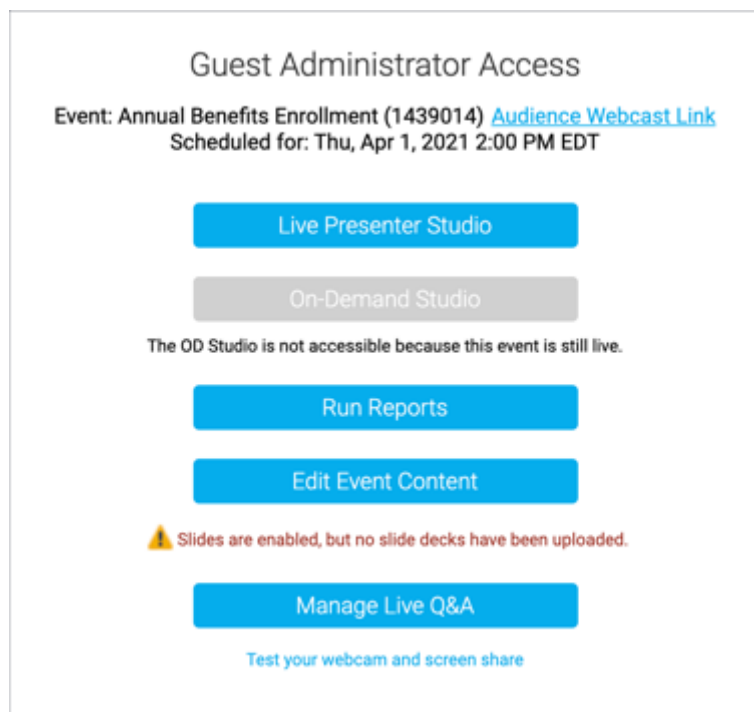 Guest Administrator Access
Event: Annual Benefits Enrollment (1439014) Audience Webcast Link
Scheduled for: Thu, Apr 1, 2021 2:00 PM EDT
Live Presenter Studio
On-Demand Studio
The OD Studio is not accessible because this event is still live.
Run Reports
Edit Event Content
Slides are enabled, but no slide decks have been uploaded.
Manage Live Q&A
Test your webcam and screen share